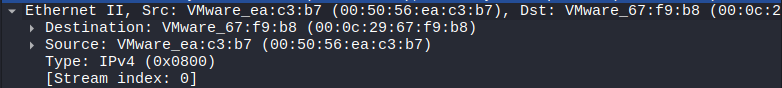 Ethernet II, Src: VMware_ea:c3:b7 (00:50:56:ea:c3:b7), Dst: VMware_67:f9:b8 (00:0c:2
Destination: VMware_67:f9:b8 (00:0c:29:67:f9:b8)
Source: VMware_ea:c3:b7 (00:50:56:ea:c3:b7)
Type: IPv4 (0x0800)
[Stream index: 0]